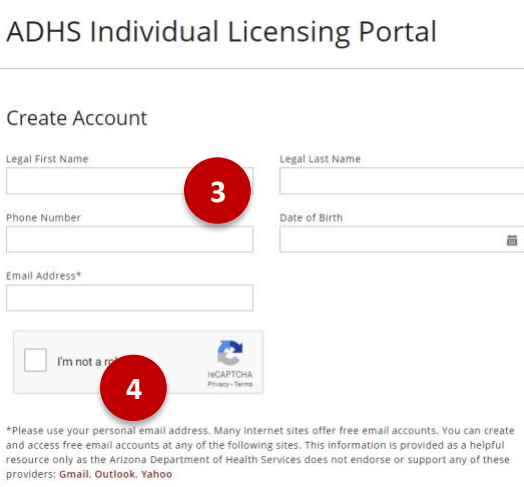 ADHS Individual Licensing Portal
Create Account
Legal First Name
Legal Last Name
3
Phone Number
Date of Birth
Email Address*
I'm not a
reCAPTCHA
Privacy - Terms
4
*Please use your personal email address. Many Internet sites offer free email accounts. You can create
and access free email accounts at any of the following sites. This information is provided as a helpful
resource only as the Arizona Department of Health Services does not endorse or support any of these
providers: Gmail, Outlook, Yahoo